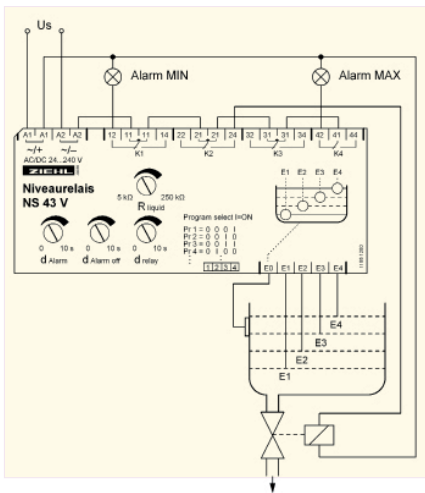 Us
Alarm MIN
Alarm MAX
A1 A1 A2 A2 12 11 11 14 22 21 21 24 32 31 31 34 42 41 44
~/+ ~/− K1 K2 K3 K4
AC/DC 24...240 V
ZIEHL
Niveaurelais
NS 43 V
5 kΩ 250 kΩ
R liquid
E1 E2 E3 E4
0 10 s 0 10 s 0 10 s
d Alarm d Alarm off d relay
Program select I=ON
Pr 1 = 0 0 0 I
Pr 2 = 0 0 I 0
Pr 3 = 0 0 I I
Pr 4 = 0 I 0 0
1 2 3 4
E0 E1 E2 E3 E4
E4
E3
E2
E1